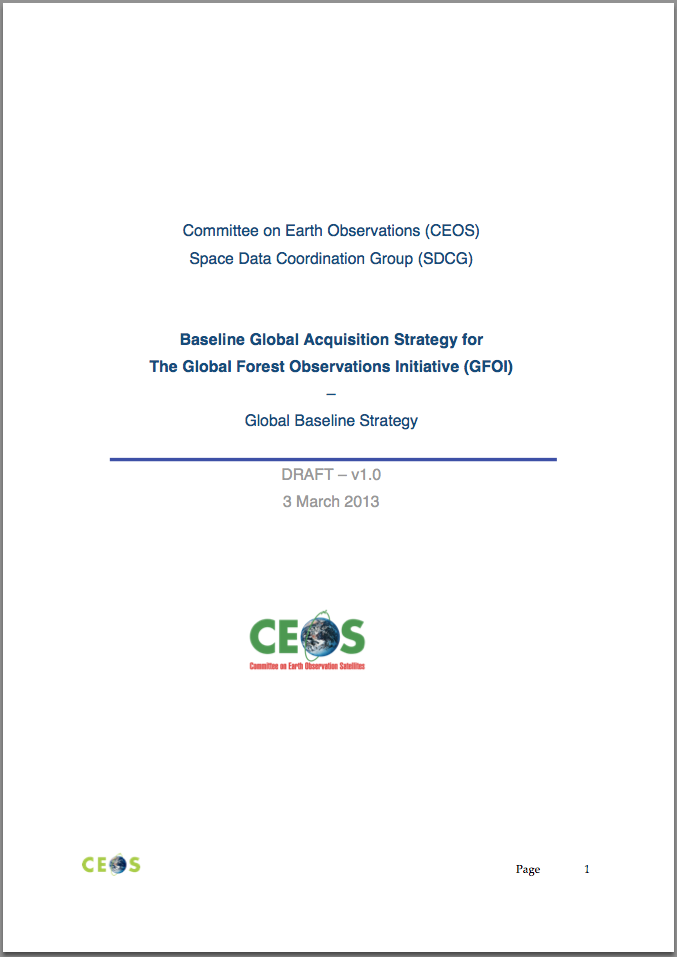 Committee on Earth Observations (CEOS)
Space Data Coordination Group (SDCG)
Baseline Global Acquisition Strategy for
The Global Forest Observations Initiative (GFOI)
–
Global Baseline Strategy
DRAFT – v1.0
3 March 2013
CEOS
Committee on Earth Observation Satellites
CEOS
Page 1